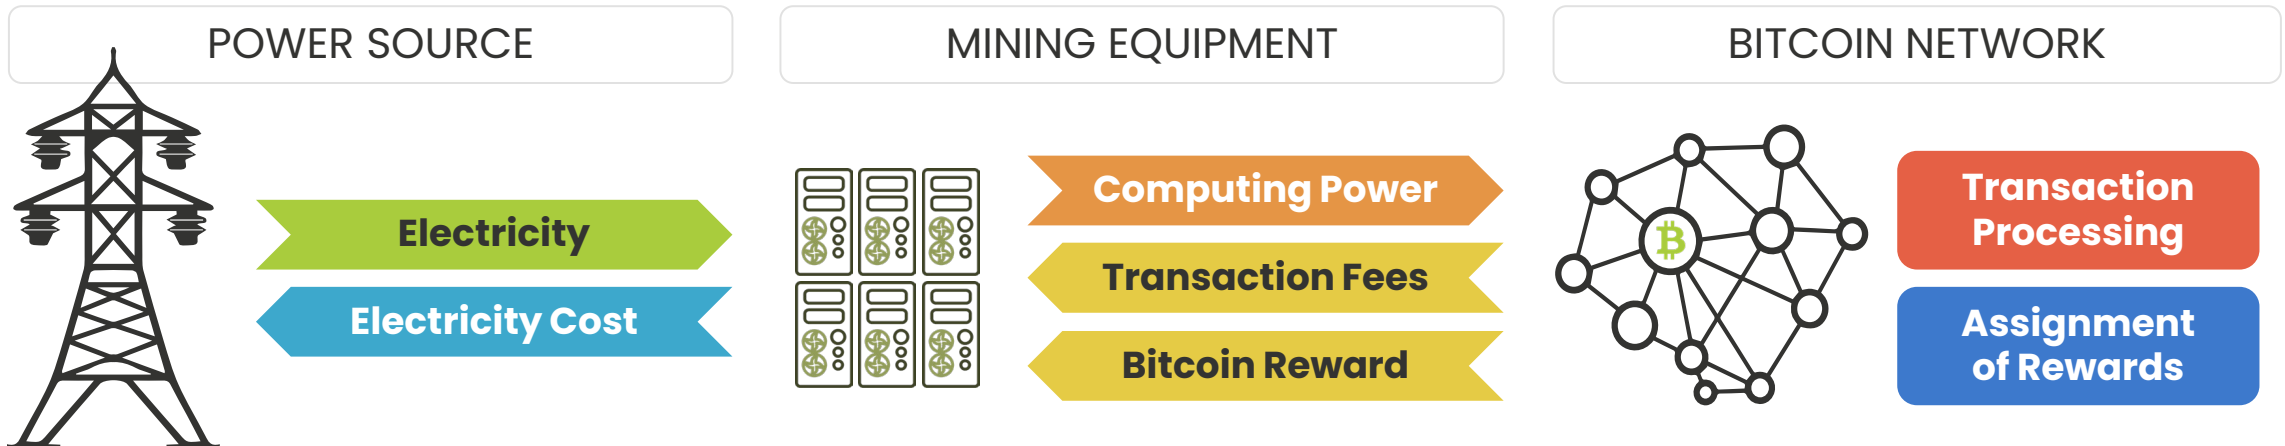 POWER SOURCE
MINING EQUIPMENT
BITCOIN NETWORK
Electricity
Electricity Cost
Computing Power
Transaction Fees
Bitcoin Reward
Transaction
Processing
Assignment
of Rewards